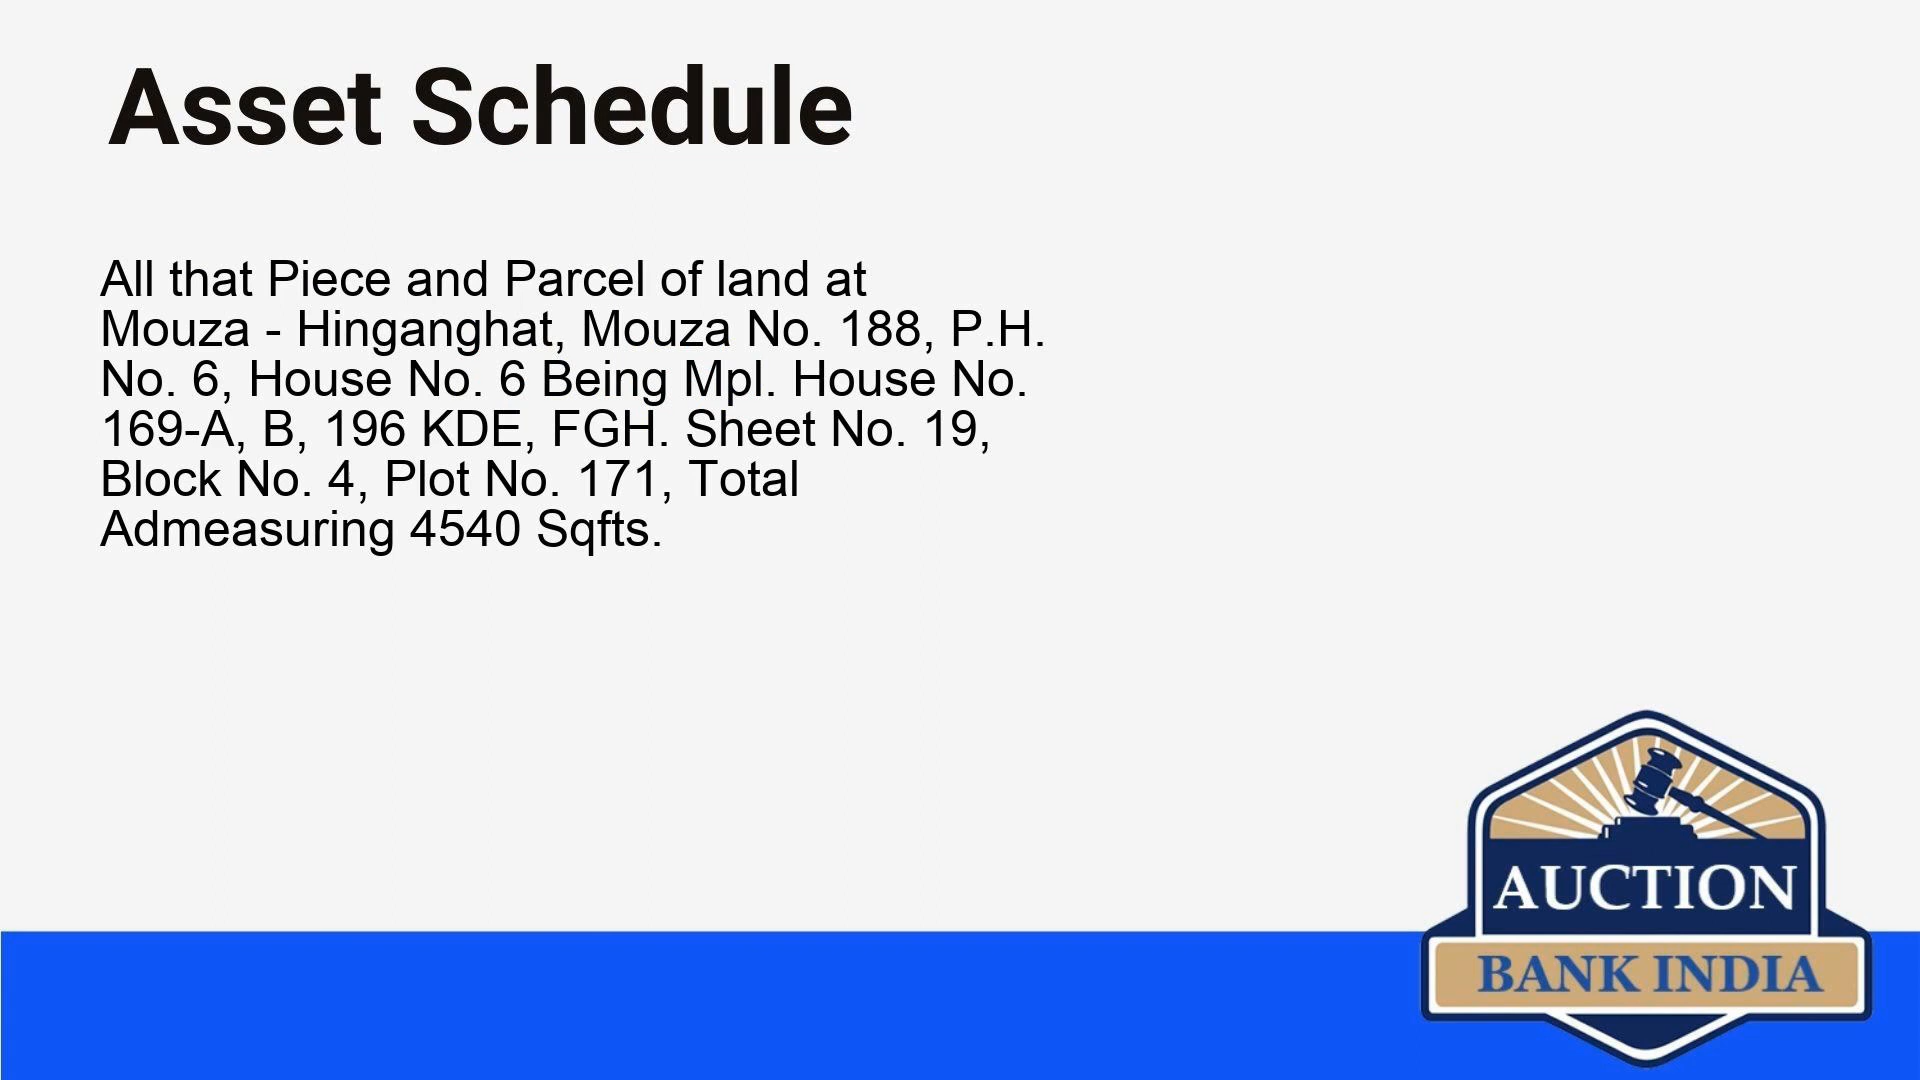 Asset Schedule
All that Piece and Parcel of land at
Mouza - Hinganghat, Mouza No. 188, P.H.
No. 6, House No. 6 Being Mpl. House No.
169-A, B, 196 KDE, FGH. Sheet No. 19,
Block No. 4, Plot No. 171, Total
Admeasuring 4540 Sqfts.
AUCTION
BANK INDIA